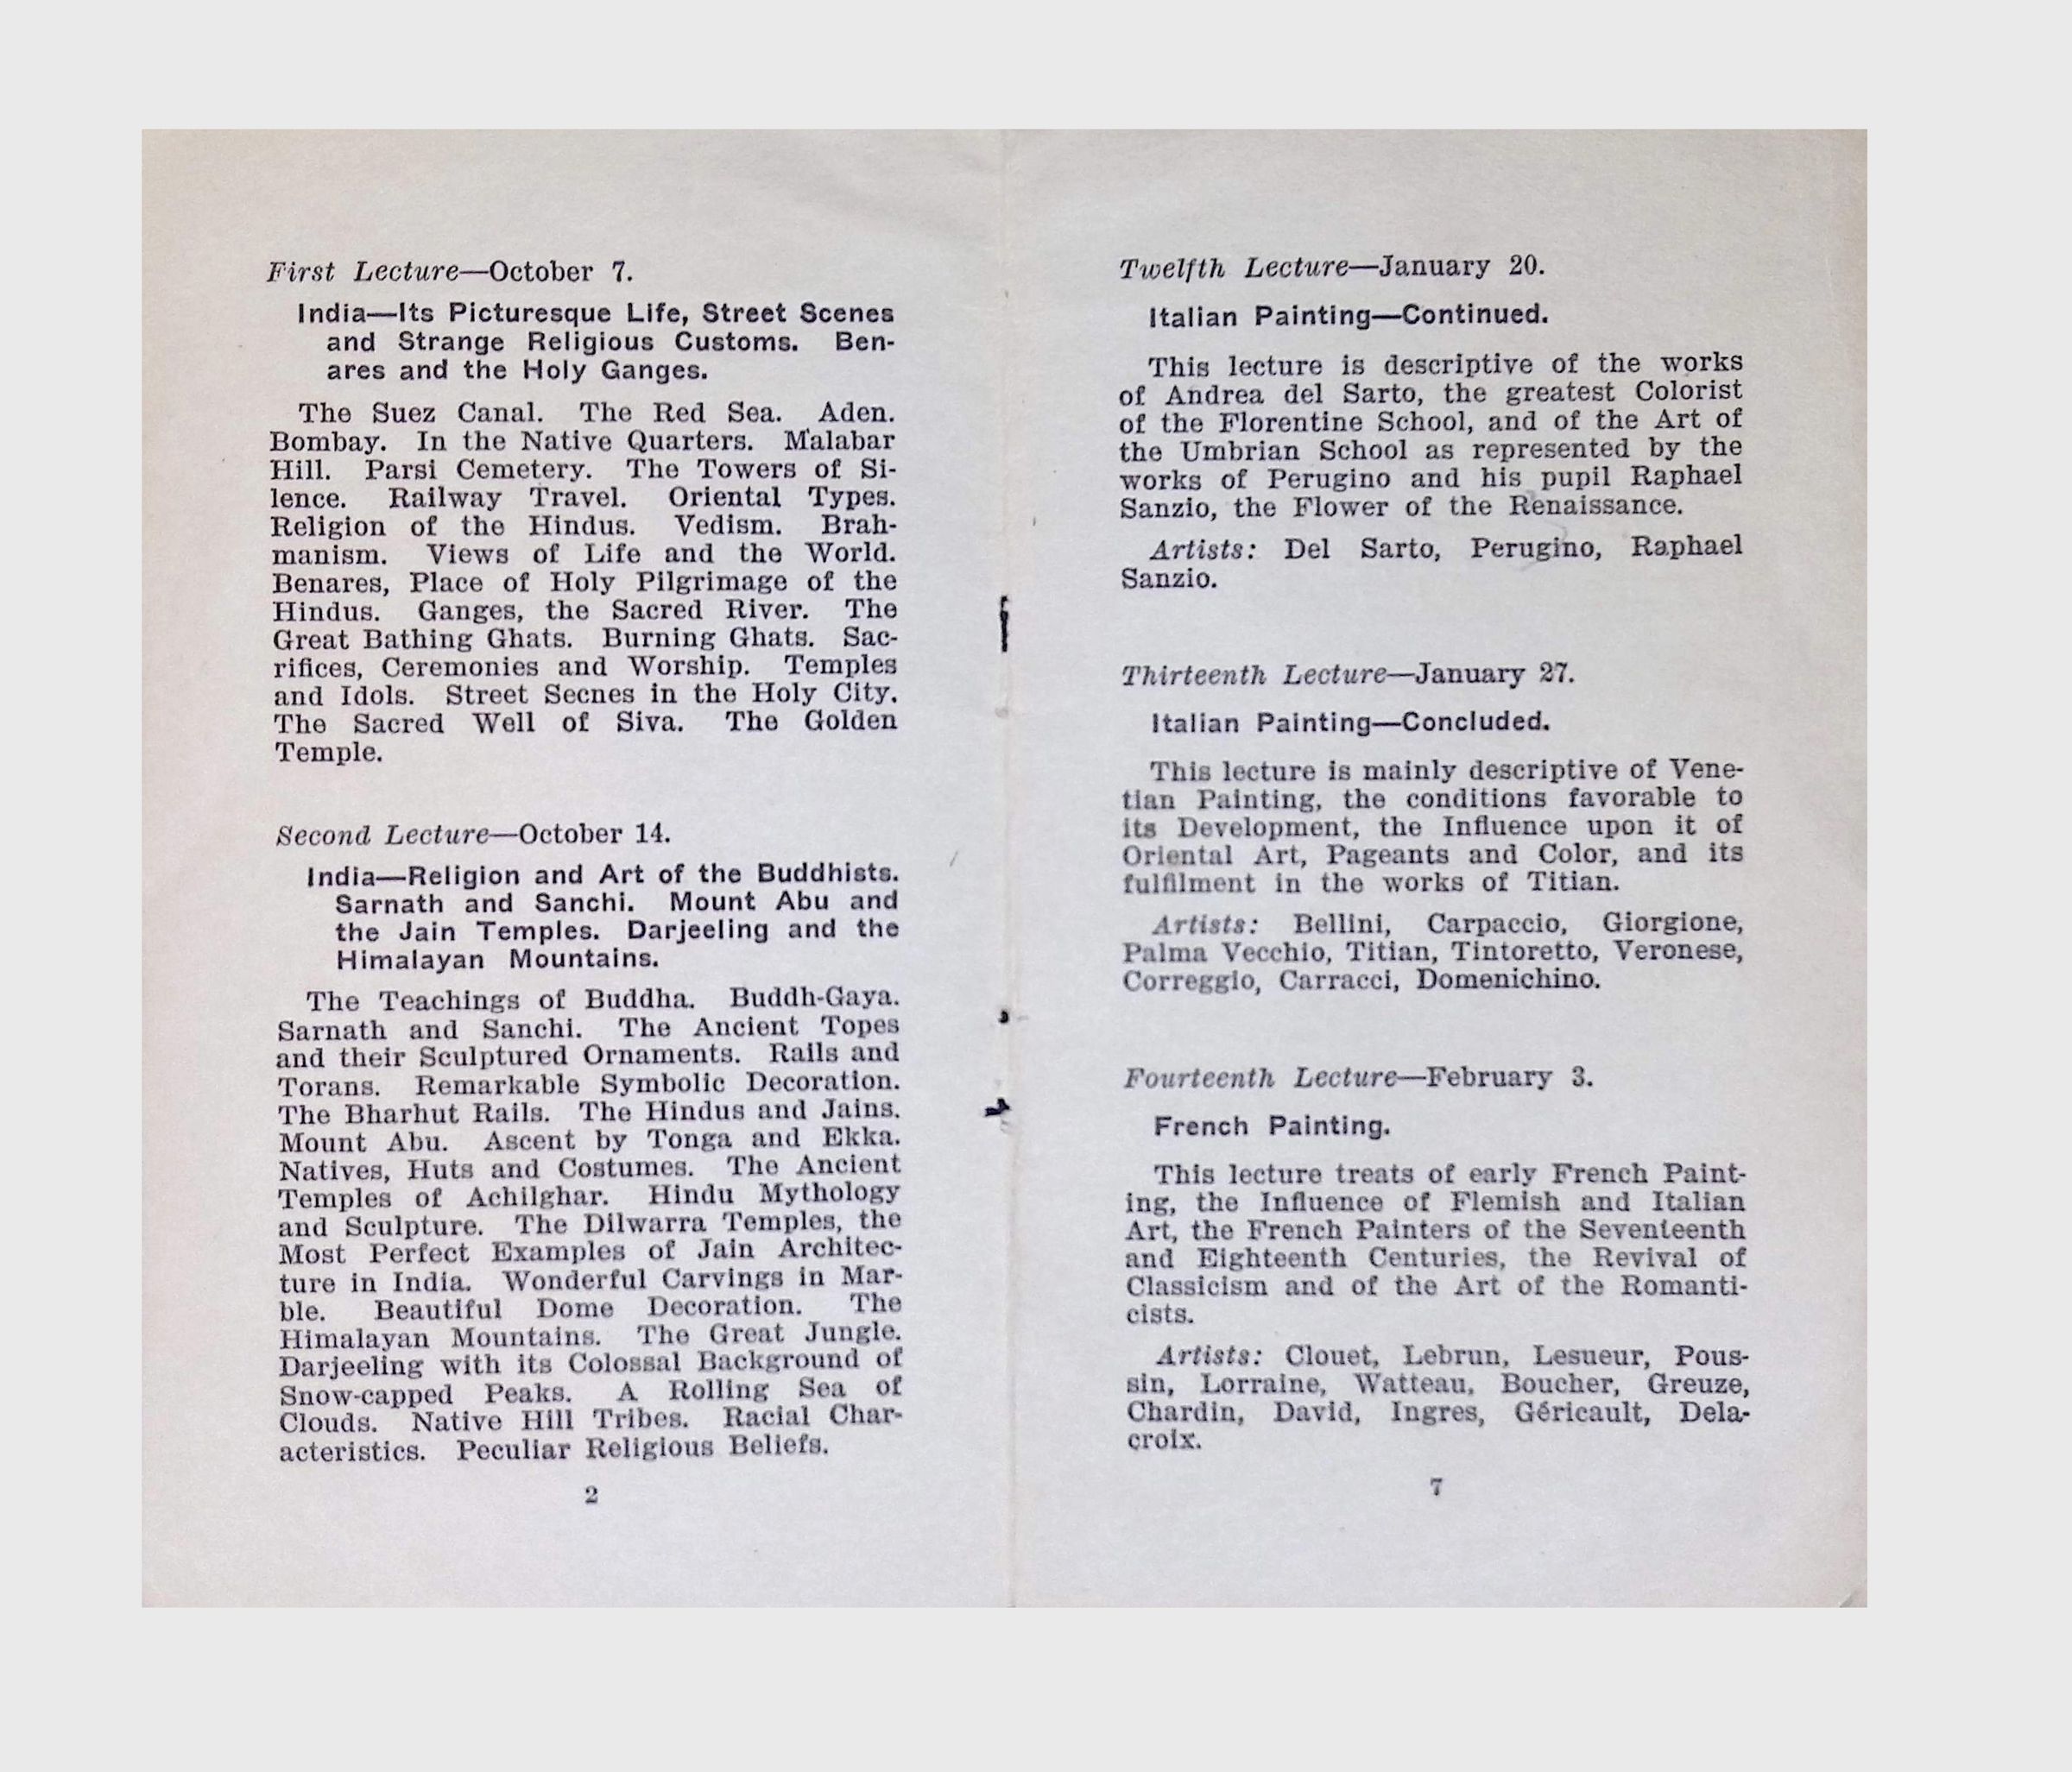 First Lecture—October 7.
India—Its Picturesque Life, Street Scenes
and Strange Religious Customs. Ben-
ares and the Holy Ganges.
The Suez Canal. The Red Sea. Aden.
Bombay. In the Native Quarters. Malabar
Hill. Parsi Cemetery. The Towers of Si-
lence. Railway Travel. Oriental Types.
Religion of the Hindus. Vedism. Brah-
manism. Views of Life and the World.
Benares, Place of Holy Pilgrimage of the
Hindus. Ganges, the Sacred River. The
Great Bathing Ghats. Burning Ghats. Sac-
rifices, Ceremonies and Worship. Temples
and Idols. Street Secnes in the Holy City.
The Sacred Well of Siva. The Golden
Temple.
Second Lecture—October 14.
India—Religion and Art of the Buddhists.
Sarnath and Sanchi. Mount Abu and
the Jain Temples. Darjeeling and the
Himalayan Mountains.
The Teachings of Buddha. Buddh-Gaya.
Sarnath and Sanchi. The Ancient Topes
and their Sculptured Ornaments. Rails and
Torans. Remarkable Symbolic Decoration.
The Bharhut Rails. The Hindus and Jains.
Mount Abu. Ascent by Tonga and Ekka.
Natives, Huts and Costumes. The Ancient
Temples of Achilghar. Hindu Mythology
and Sculpture. The Dilwarra Temples, the
Most Perfect Examples of Jain Architec-
ture in India. Wonderful Carvings in Mar-
ble. Beautiful Dome Decoration. The
Himalayan Mountains. The Great Jungle.
Darjeeling with its Colossal Background of
Snow-capped Peaks. A Rolling Sea of
Clouds. Native Hill Tribes. Racial Char-
acteristics. Peculiar Religious Beliefs.
2
Twelfth Lecture—January 20.
Italian Painting—Continued.
This lecture is descriptive of the works
of Andrea del Sarto, the greatest Colorist
of the Florentine School, and of the Art of
the Umbrian School as represented by the
works of Perugino and his pupil Raphael
Sanzio, the Flower of the Renaissance.
Artists: Del Sarto, Perugino, Raphael
Sanzio.
Thirteenth Lecture—January 27.
Italian Painting—Concluded.
This lecture is mainly descriptive of Vene-
tian Painting, the conditions favorable to
its Development, the Influence upon it of
Oriental Art, Pageants and Color, and its
fulfilment in the works of Titian.
Artists: Bellini, Carpaccio, Giorgione,
Palma Vecchio, Titian, Tintoretto, Veronese,
Correggio, Carracci, Domenichino.
Fourteenth Lecture—February 3.
French Painting.
This lecture treats of early French Paint-
ing, the Influence of Flemish and Italian
Art, the French Painters of the Seventeenth
and Eighteenth Centuries, the Revival of
Classicism and of the Art of the Romanti-
cists.
Artists: Clouet, Lebrun, Lesueur, Pous-
sin, Lorraine, Watteau, Boucher, Greuze,
Chardin, David, Ingres, Géricault, Dela-
croix.
7